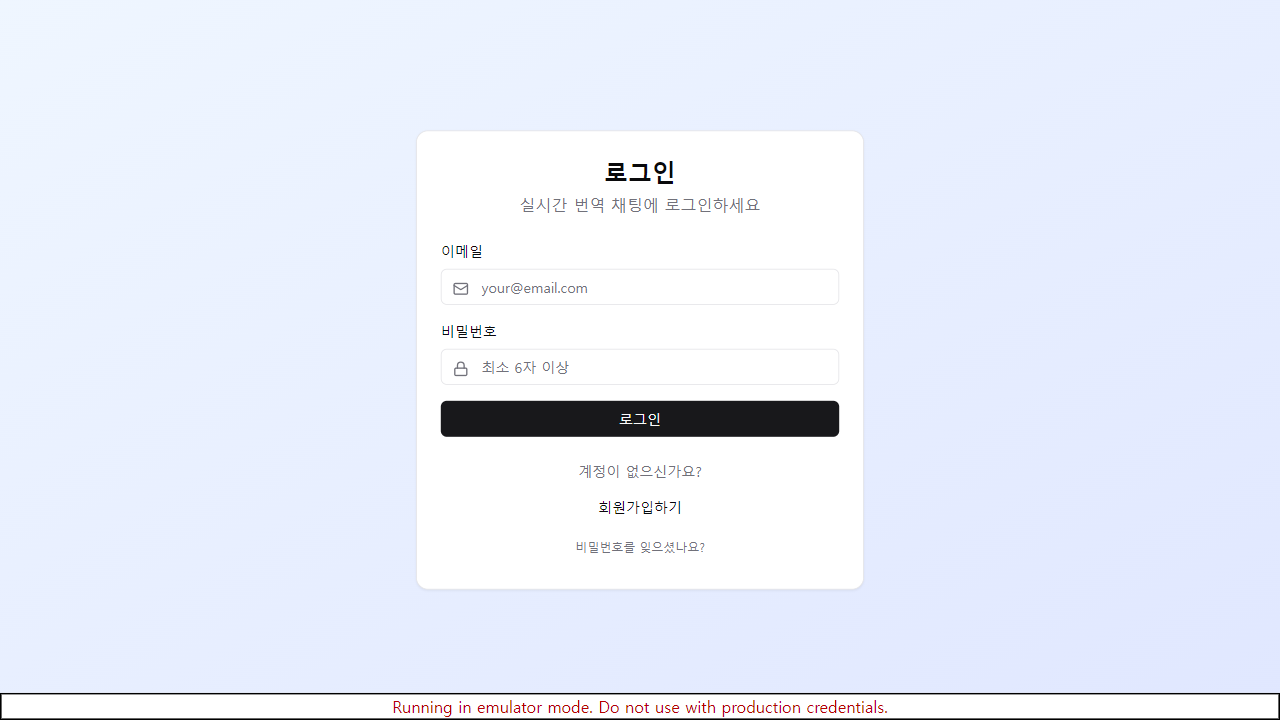 로그인
실시간 번역 채팅에 로그인하세요
이메일
your@email.com
비밀번호
최소 6자 이상
로그인
계정이 없으신가요?
회원가입하기
비밀번호를 잊으셨나요?
Running in emulator mode. Do not use with production credentials.